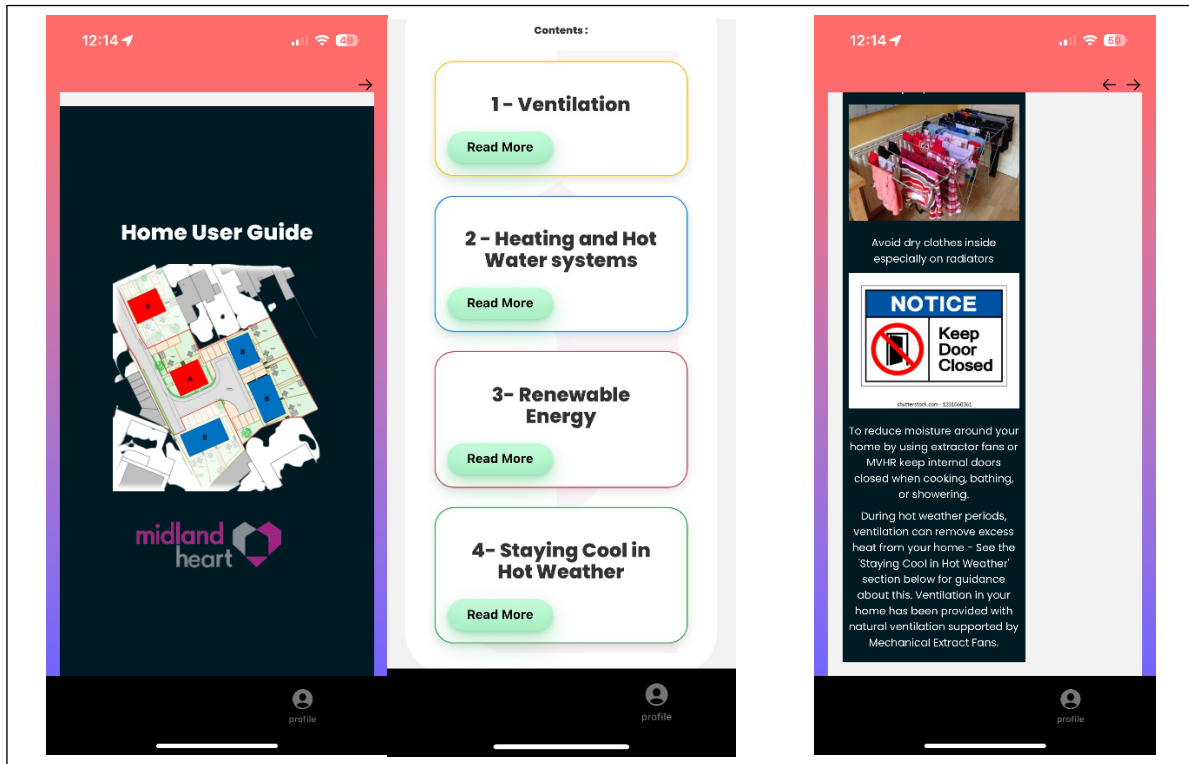 12:14
49
Home User Guide
A
A
B
B
B
midland
heart
profile
Contents :
1 - Ventilation
Read More
2 - Heating and Hot
Water systems
Read More
3- Renewable
Energy
Read More
4- Staying Cool in
Hot Weather
Read More
profile
12:14
50
Avoid dry clothes inside
especially on radiators
NOTICE
Keep
Door
Closed
shutterstock.com · 1231068361
To reduce moisture around your
home by using extractor fans or
MVHR keep internal doors
closed when cooking, bathing,
or showering.
During hot weather periods,
ventilation can remove excess
heat from your home - See the
'Staying Cool in Hot Weather'
section below for guidance
about this. Ventilation in your
home has been provided with
natural ventilation supported by
Mechanical Extract Fans.
profile